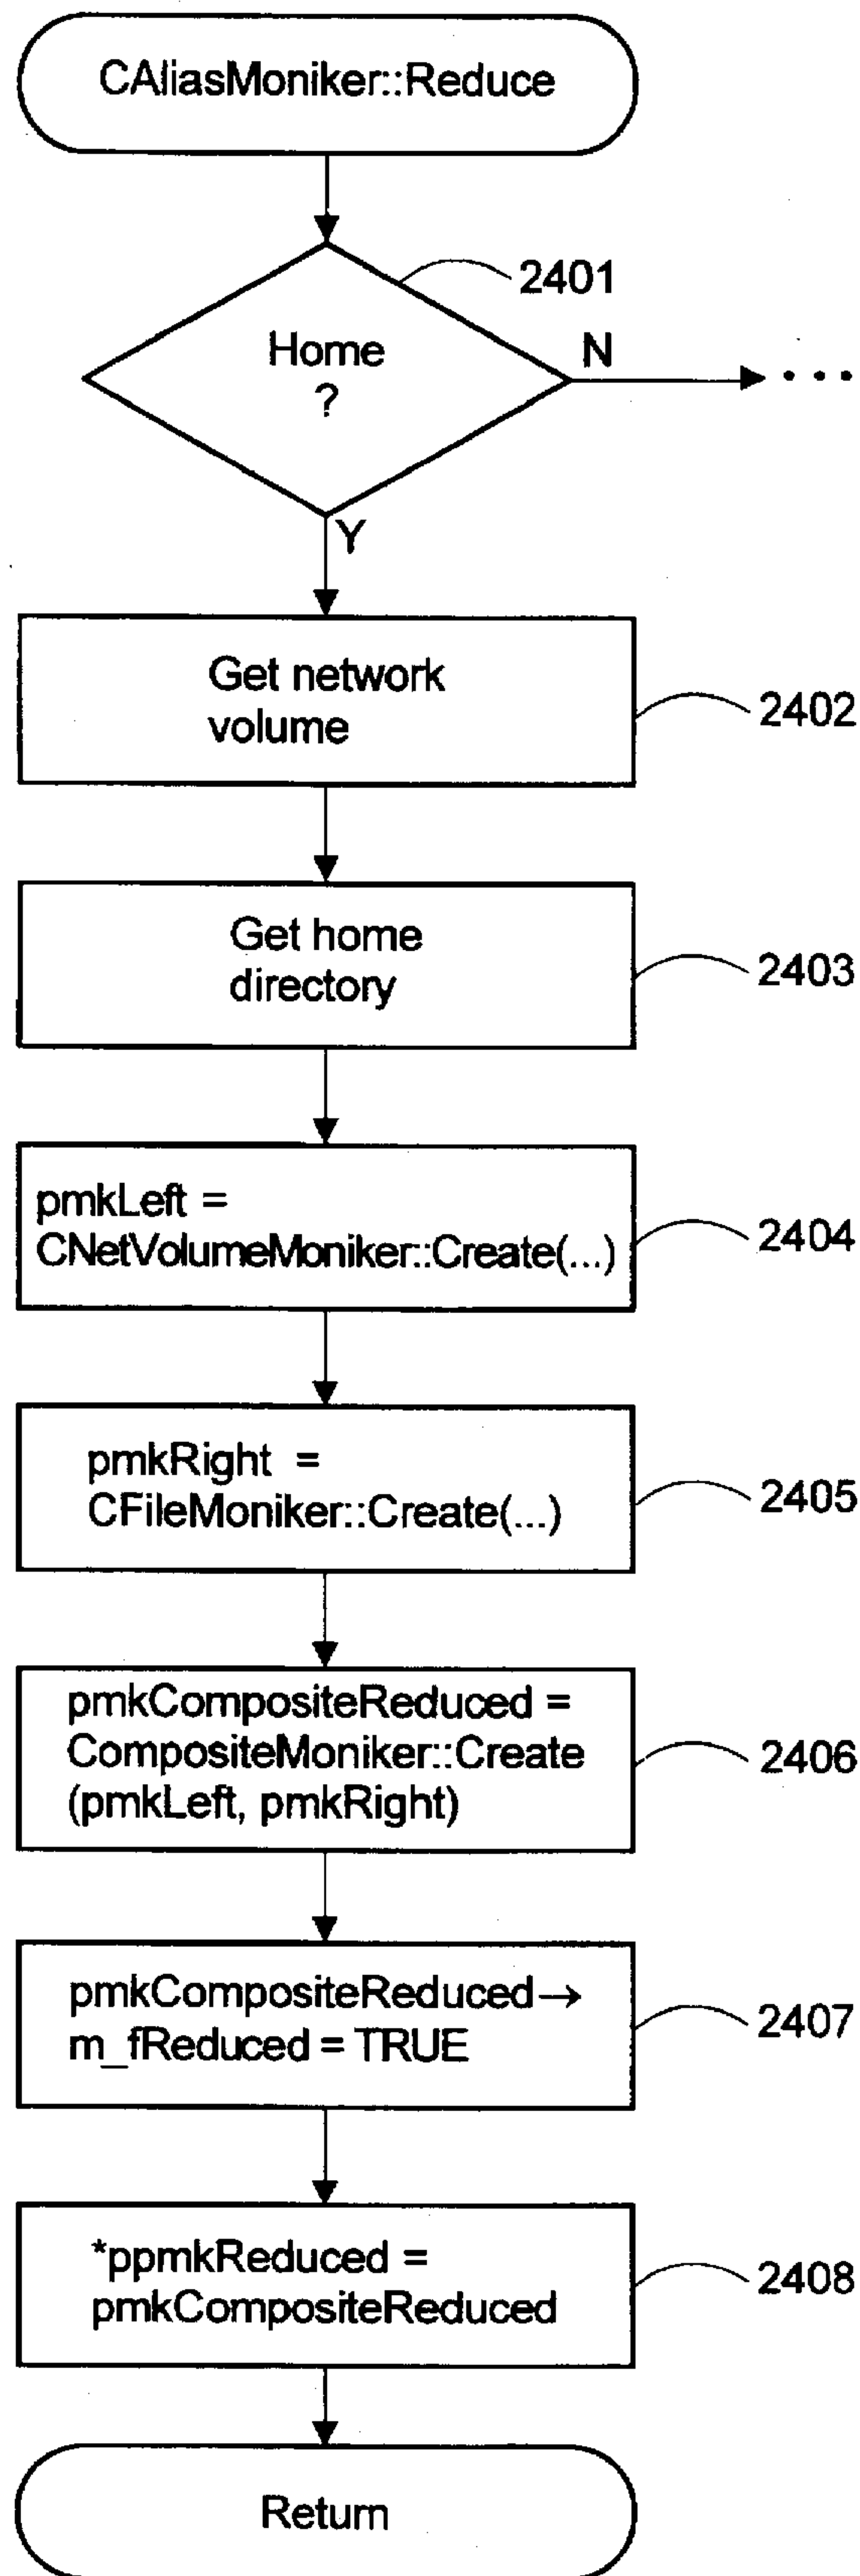 CAliasMoniker::Reduce
2401
Home
?
N
• • •
Y
Get network
volume
2402
Get home
directory
2403
pmkLeft =
CNetVolumeMoniker::Create(...)
2404
pmkRight =
CFileMoniker::Create(...)
2405
pmkCompositeReduced =
CompositeMoniker::Create
(pmkLeft, pmkRight)
2406
pmkCompositeReduced→
m_fReduced = TRUE
2407
*ppmkReduced =
pmkCompositeReduced
2408
Return